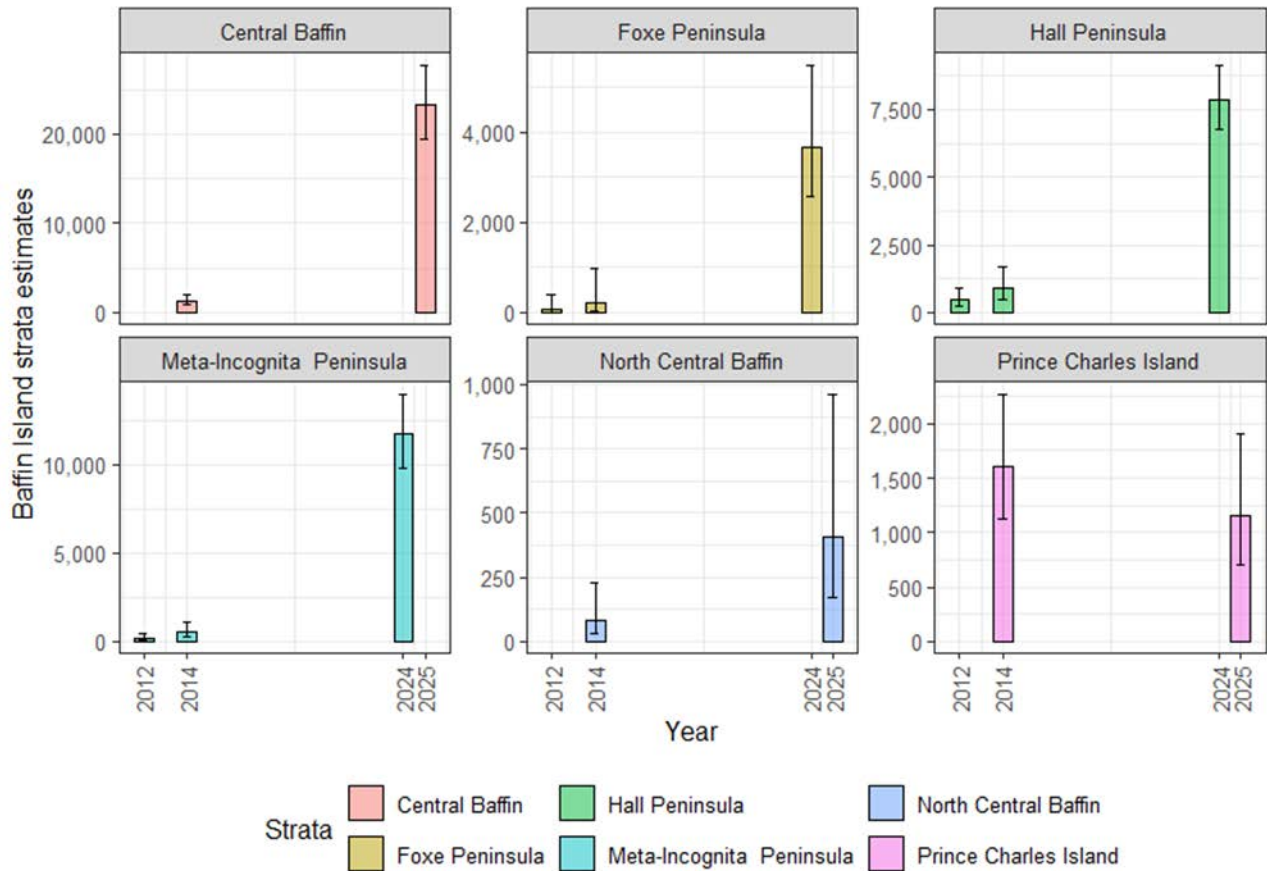 Central Baffin
Foxe Peninsula
Hall Peninsula
20,000
10,000
0
4,000
2,000
0
7,500
5,000
2,500
0
Baffin Island strata estimates
Meta-Incognita  Peninsula
North Central Baffin
Prince Charles Island
10,000
5,000
0
1,000
750
500
250
0
2,000
1,500
1,000
500
0
2012
2014
2024
2025
2012
2014
2024
2025
2012
2014
2024
2025
Year
Strata
Central Baffin
Hall Peninsula
North Central Baffin
Foxe Peninsula
Meta-Incognita  Peninsula
Prince Charles Island